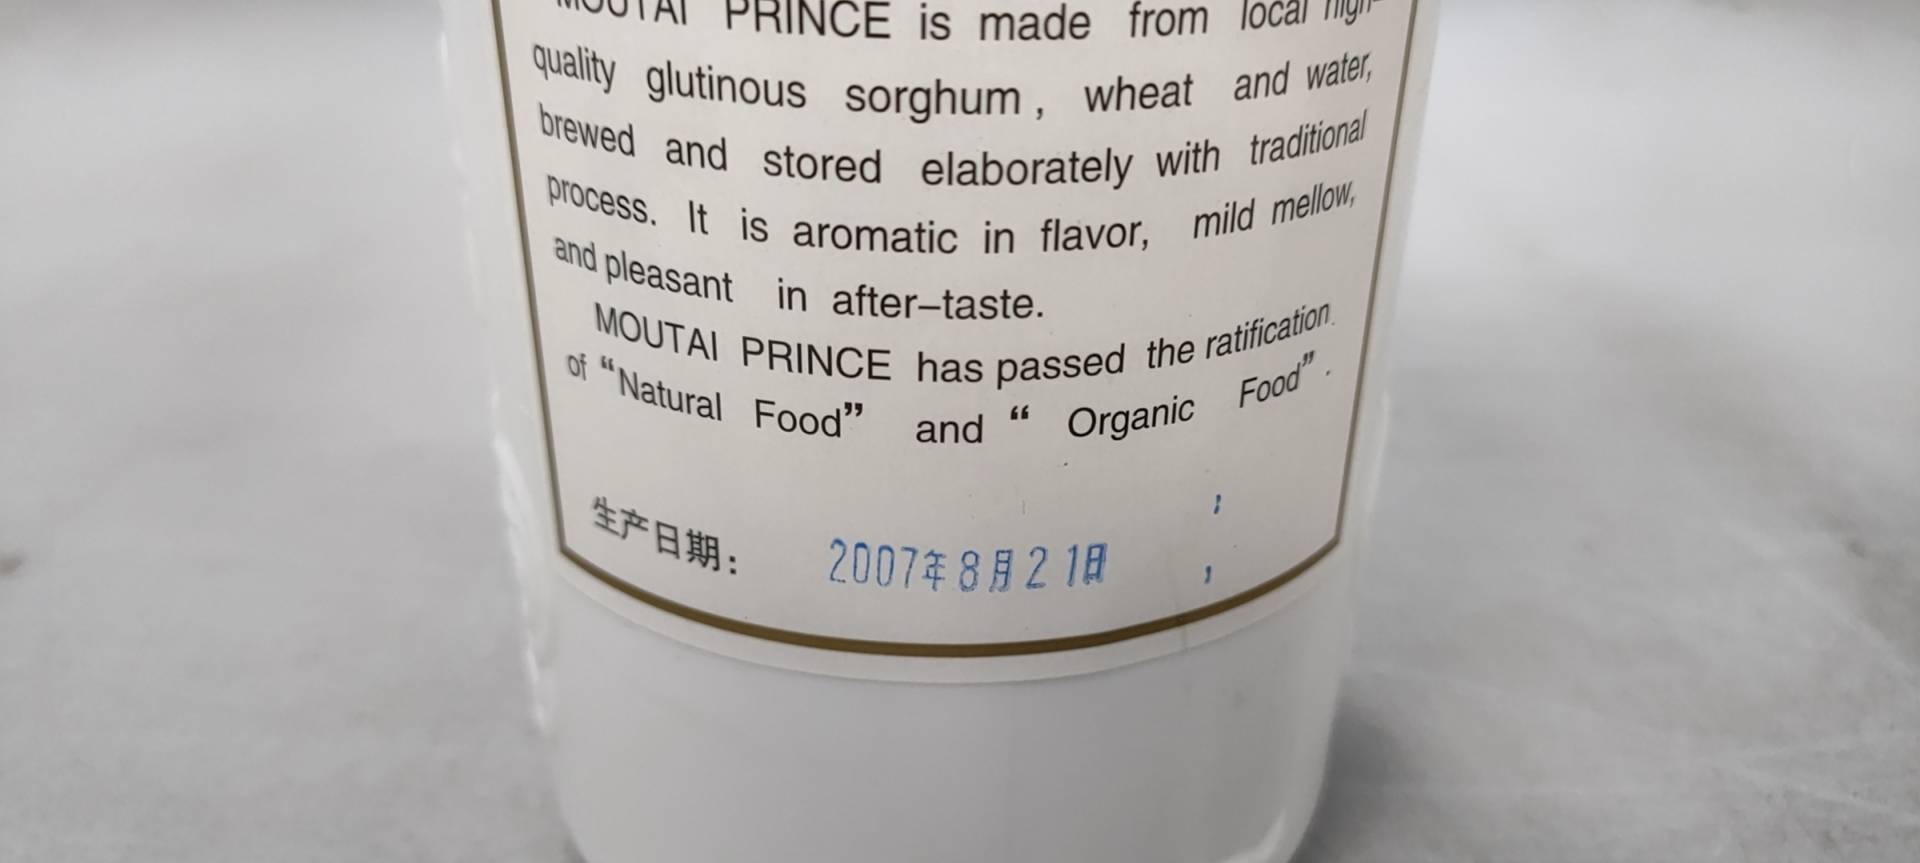 MOUTAI PRINCE is made from local high-
quality glutinous sorghum, wheat and water,
brewed and stored elaborately with traditional
process. It is aromatic in flavor, mild mellow,
and pleasant in after-taste.
MOUTAI PRINCE has passed the ratification
of “Natural Food” and “ Organic Food”.
生产日期: 2007年8月21日